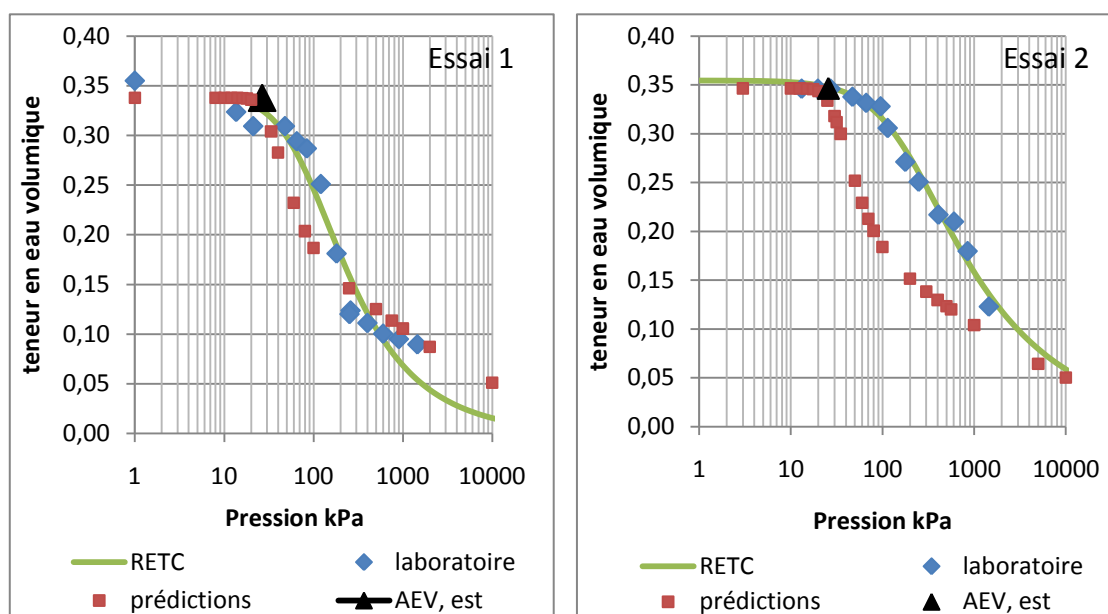 Essai 1
0,40
0,35
0,30
0,25
0,20
0,15
0,10
0,05
0,00
teneur en eau volumique
1 10 100 1000 10000
Pression kPa
RETC laboratoire
prédictions AEV, est
Essai 2
0,40
0,35
0,30
0,25
0,20
0,15
0,10
0,05
0,00
teneur en eau volumique
1 10 100 1000 10000
Pression kPa
RETC laboratoire
prédictions AEV, est